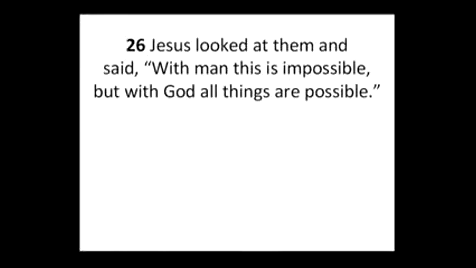 26 Jesus looked at them and
said, “With man this is impossible,
but with God all things are possible.”